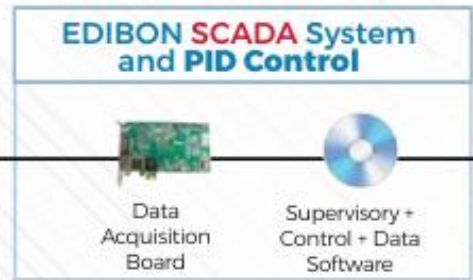 EDIBON SCADA System
and PID Control
Data
Acquisition
Board
Supervisory +
Control + Data
Software